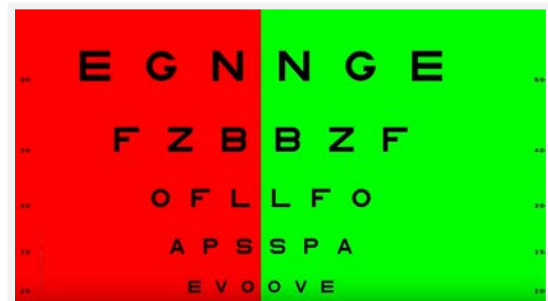 E G N N G E
F Z B B Z F
O F L L F O
A P S S P A
E V O O V E